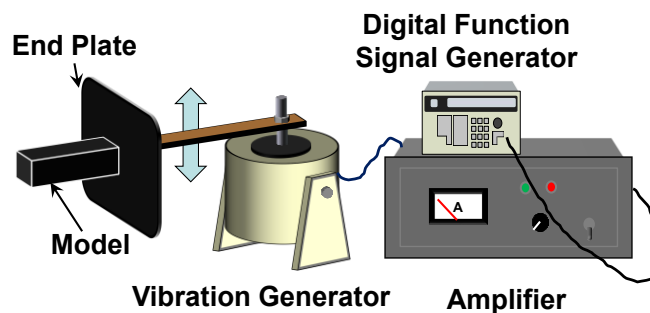 End Plate
Digital Function
Signal Generator
A
Model
Vibration Generator
Amplifier